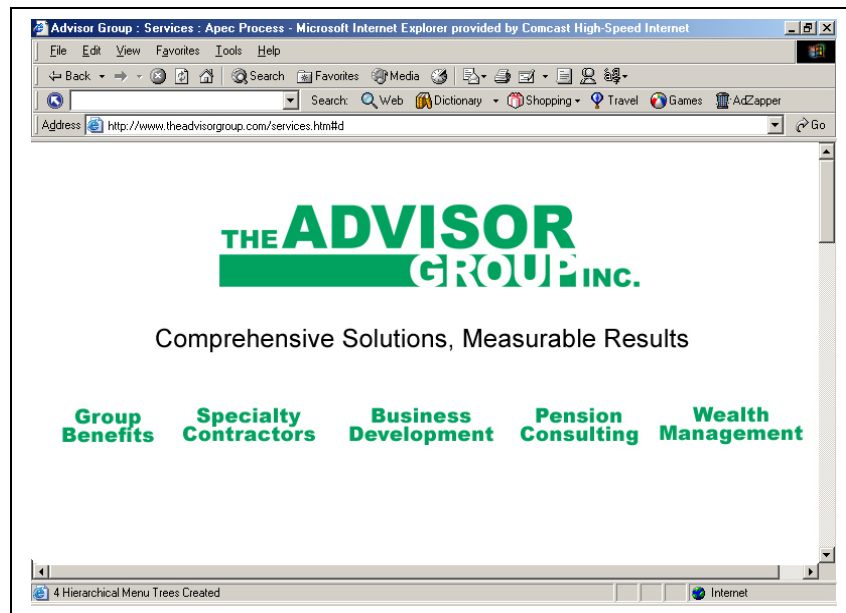 Advisor Group : Services : Apec Process - Microsoft Internet Explorer provided by Comcast High-Speed Internet
File Edit View Favorites Tools Help
Back Search Favorites Media
Search: Web Dictionary Shopping Travel Games AdZapper
Address http://www.theadvisorgroup.com/services.htm#d Go
THE ADVISOR
GROUP INC.
Comprehensive Solutions, Measurable Results
Group Specialty Business Pension Wealth
Benefits Contractors Development Consulting Management
4 Hierarchical Menu Trees Created Internet